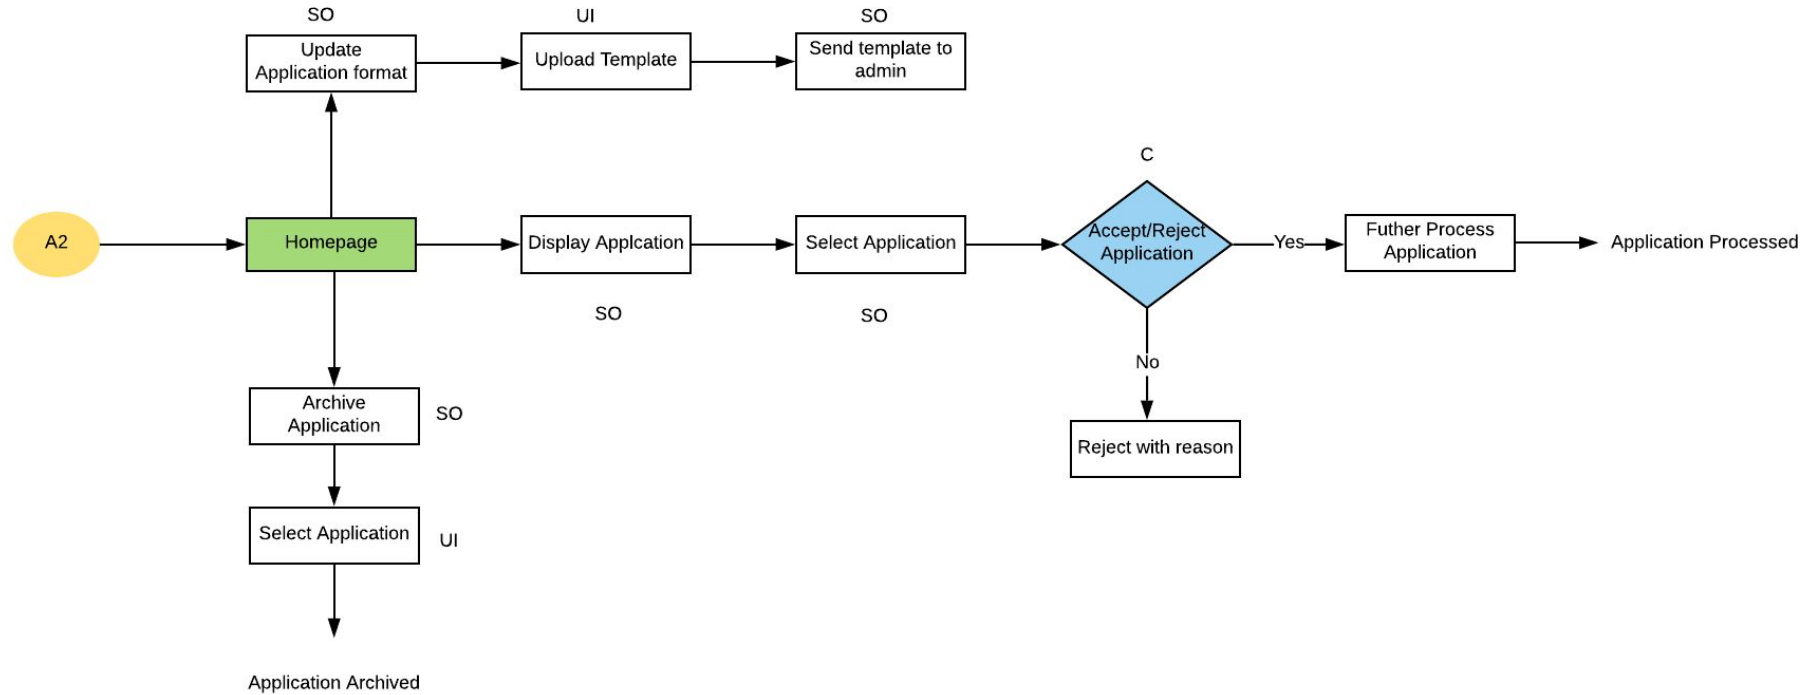 SO
UI
SO
Update
Application format
Upload Template
Send template to
admin
C
A2
Homepage
Display Applcation
Select Application
Accept/Reject
Application
Yes
Futher Process
Application
Application Processed
SO
SO
No
Archive
Application
SO
Reject with reason
Select Application
UI
Application Archived